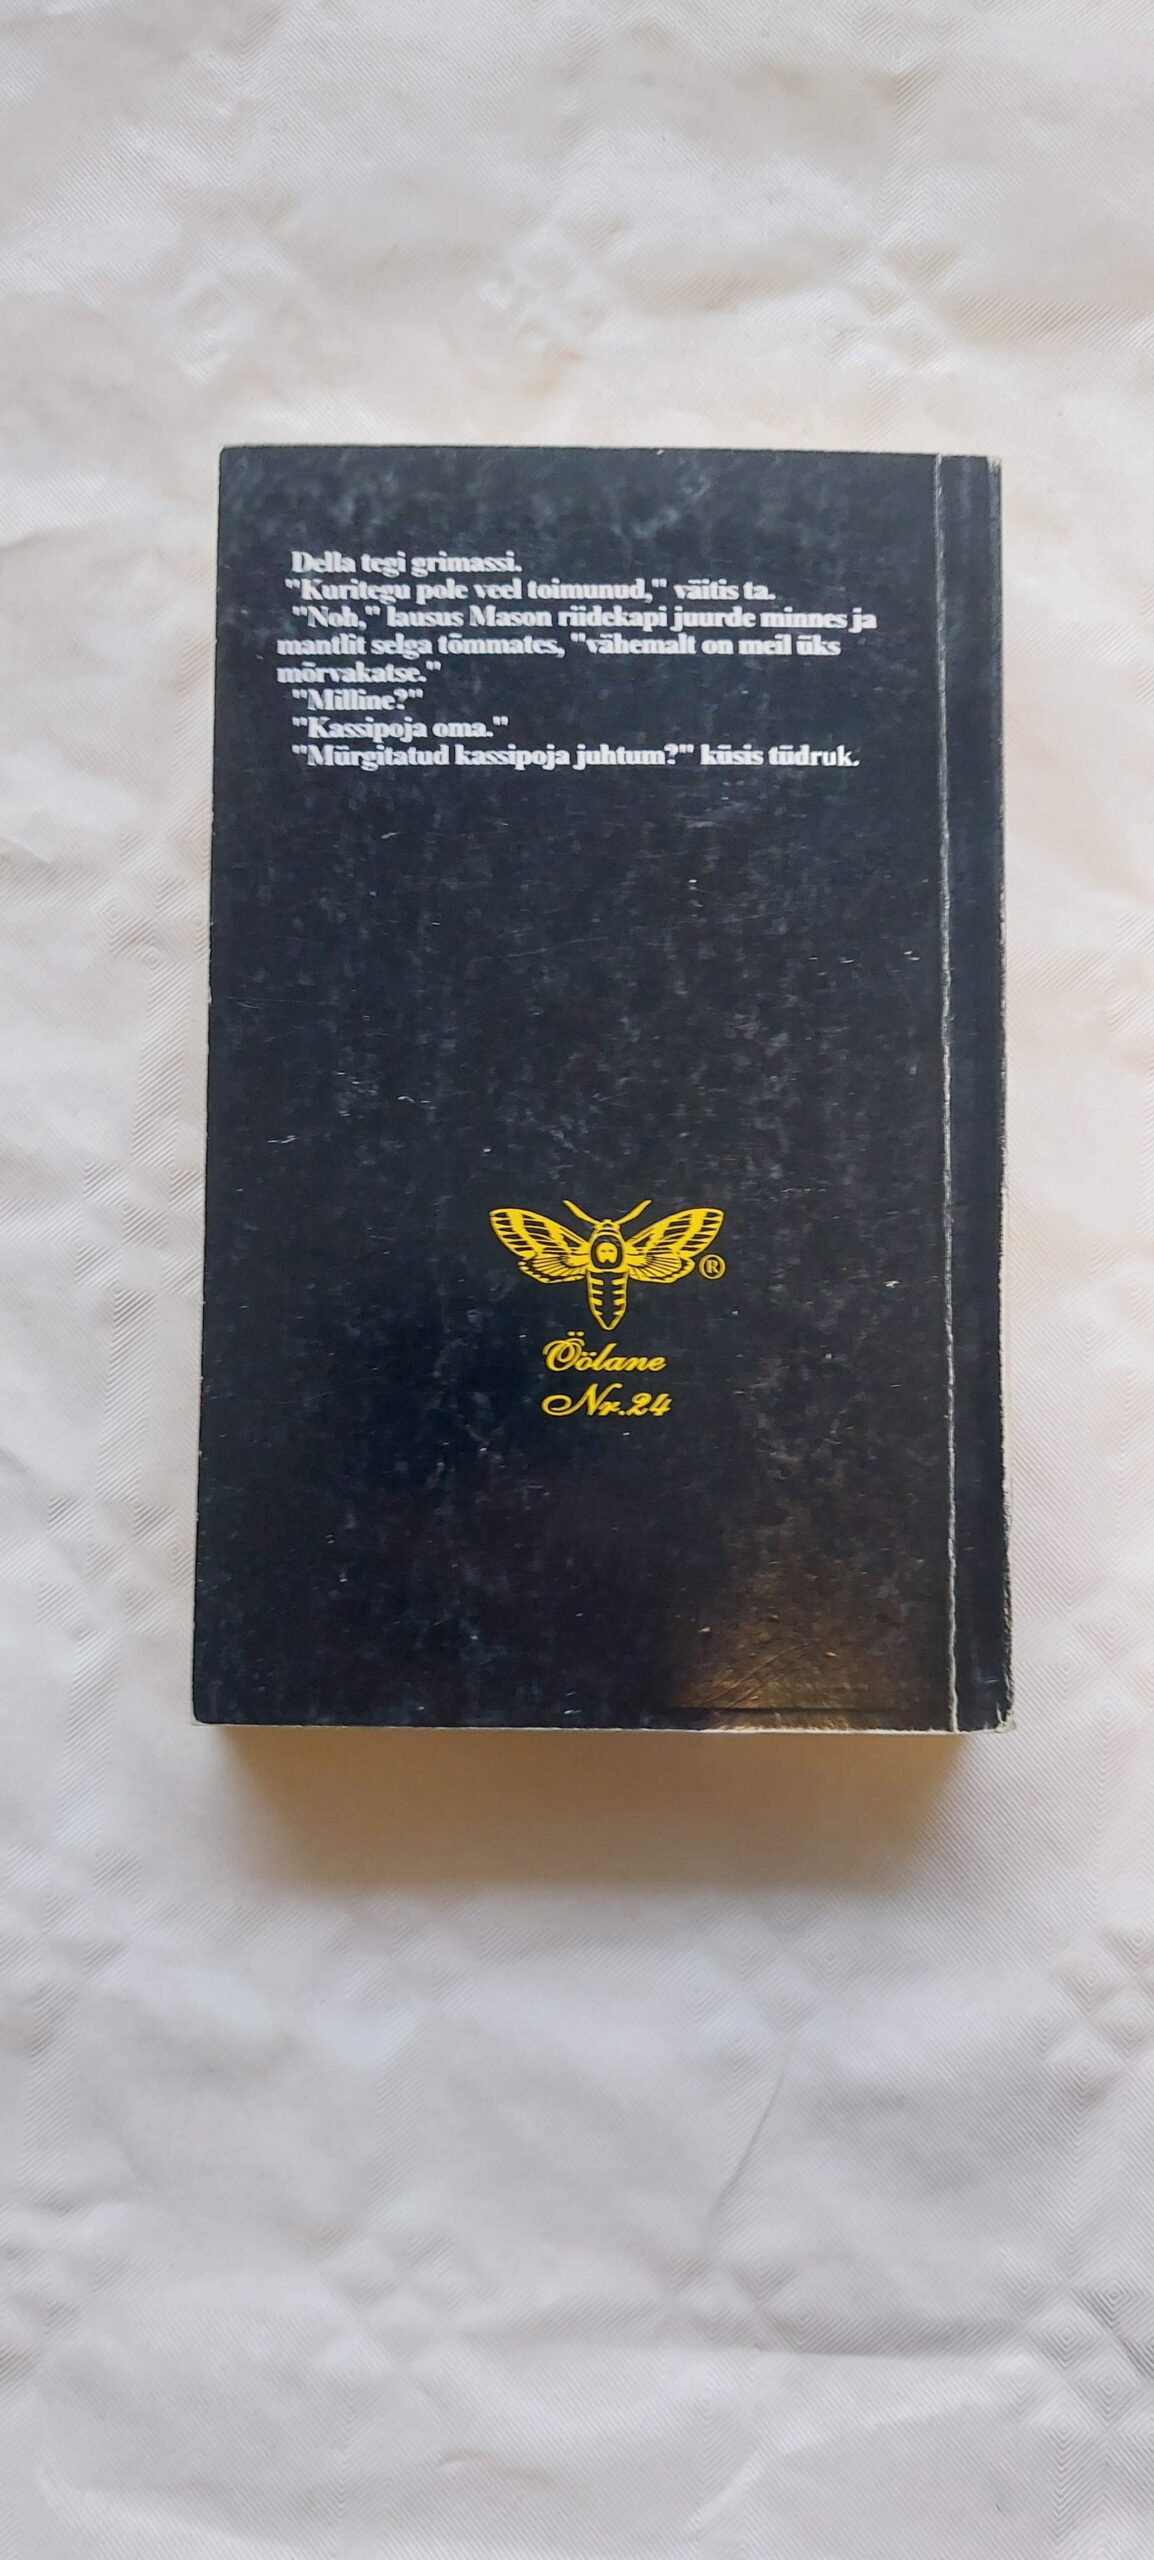 Della tegi grimassi.
"Kuritegu pole veel toimunud," väitis ta.
"Noh," lausus Mason riidekapi juurde minnes ja
mantlit selga tõmmates, "vähemalt on meil üks
mõrvakatse."
"Milline?"
"Kassipoja oma."
"Mürgitatud kassipoja juhtum?" küsis tüdruk.
®
Öölane
Nr.24